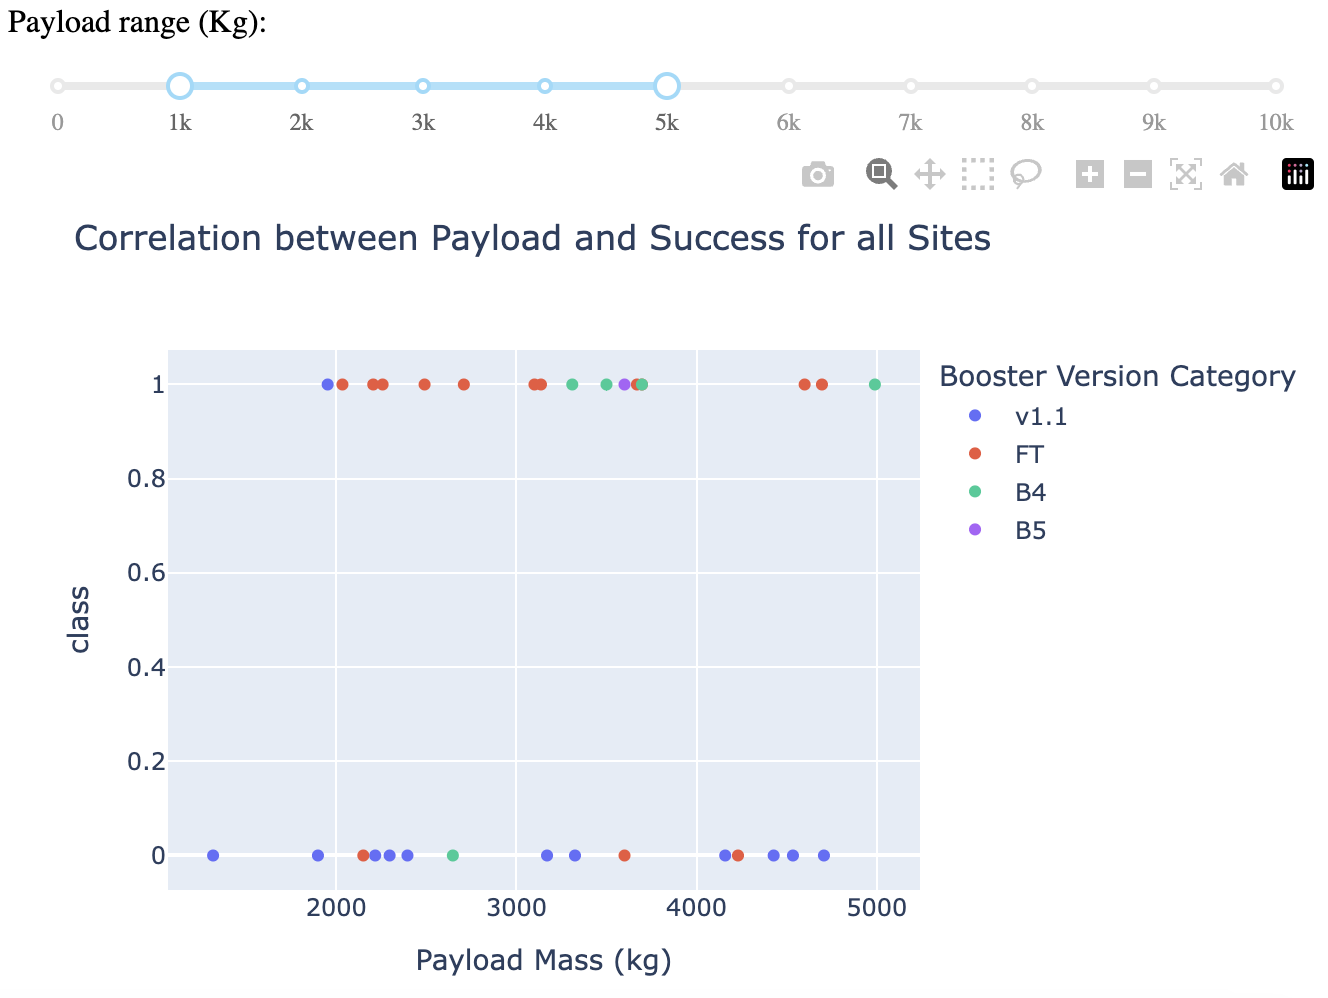 Payload range (Kg):
0 1k 2k 3k 4k 5k 6k 7k 8k 9k 10k
Correlation between Payload and Success for all Sites
Booster Version Category
v1.1
FT
B4
B5
1
0.8
0.6
0.4
0.2
0
class
2000 3000 4000 5000
Payload Mass (kg)